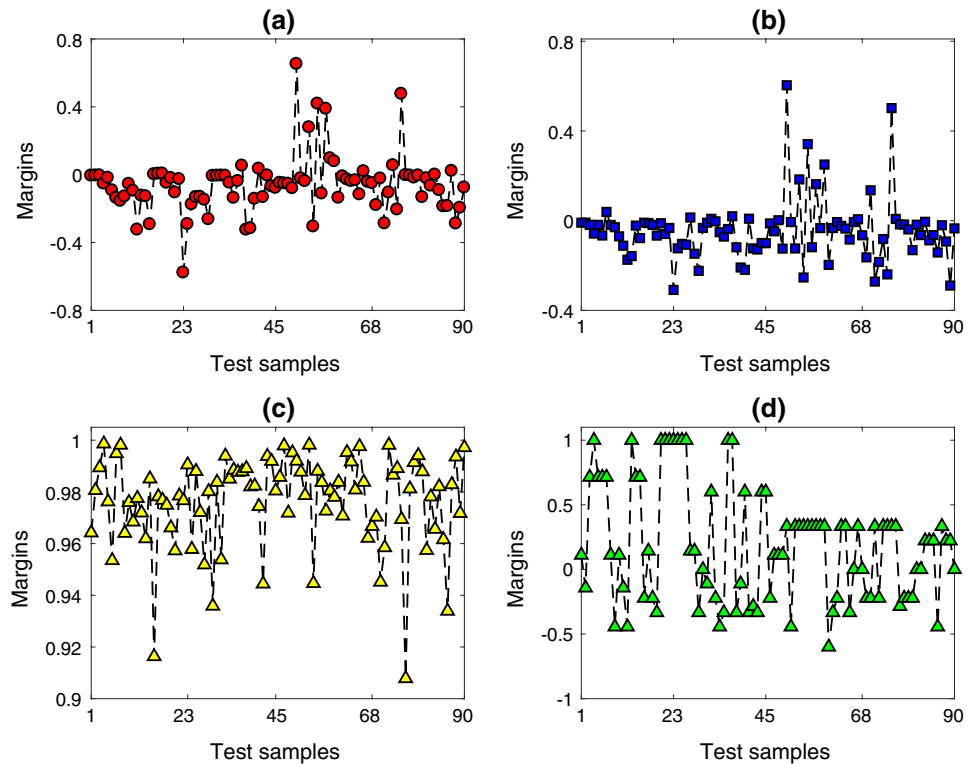 (a)
0.8
0.4
0
-0.4
-0.8
Margins
1 23 45 68 90
Test samples
(b)
0.8
0.4
0
-0.4
Margins
1 23 45 68 90
Test samples
(c)
1
0.98
0.96
0.94
0.92
0.9
Margins
1 23 45 68 90
Test samples
(d)
1
0.5
0
-0.5
-1
Margins
1 23 45 68 90
Test samples